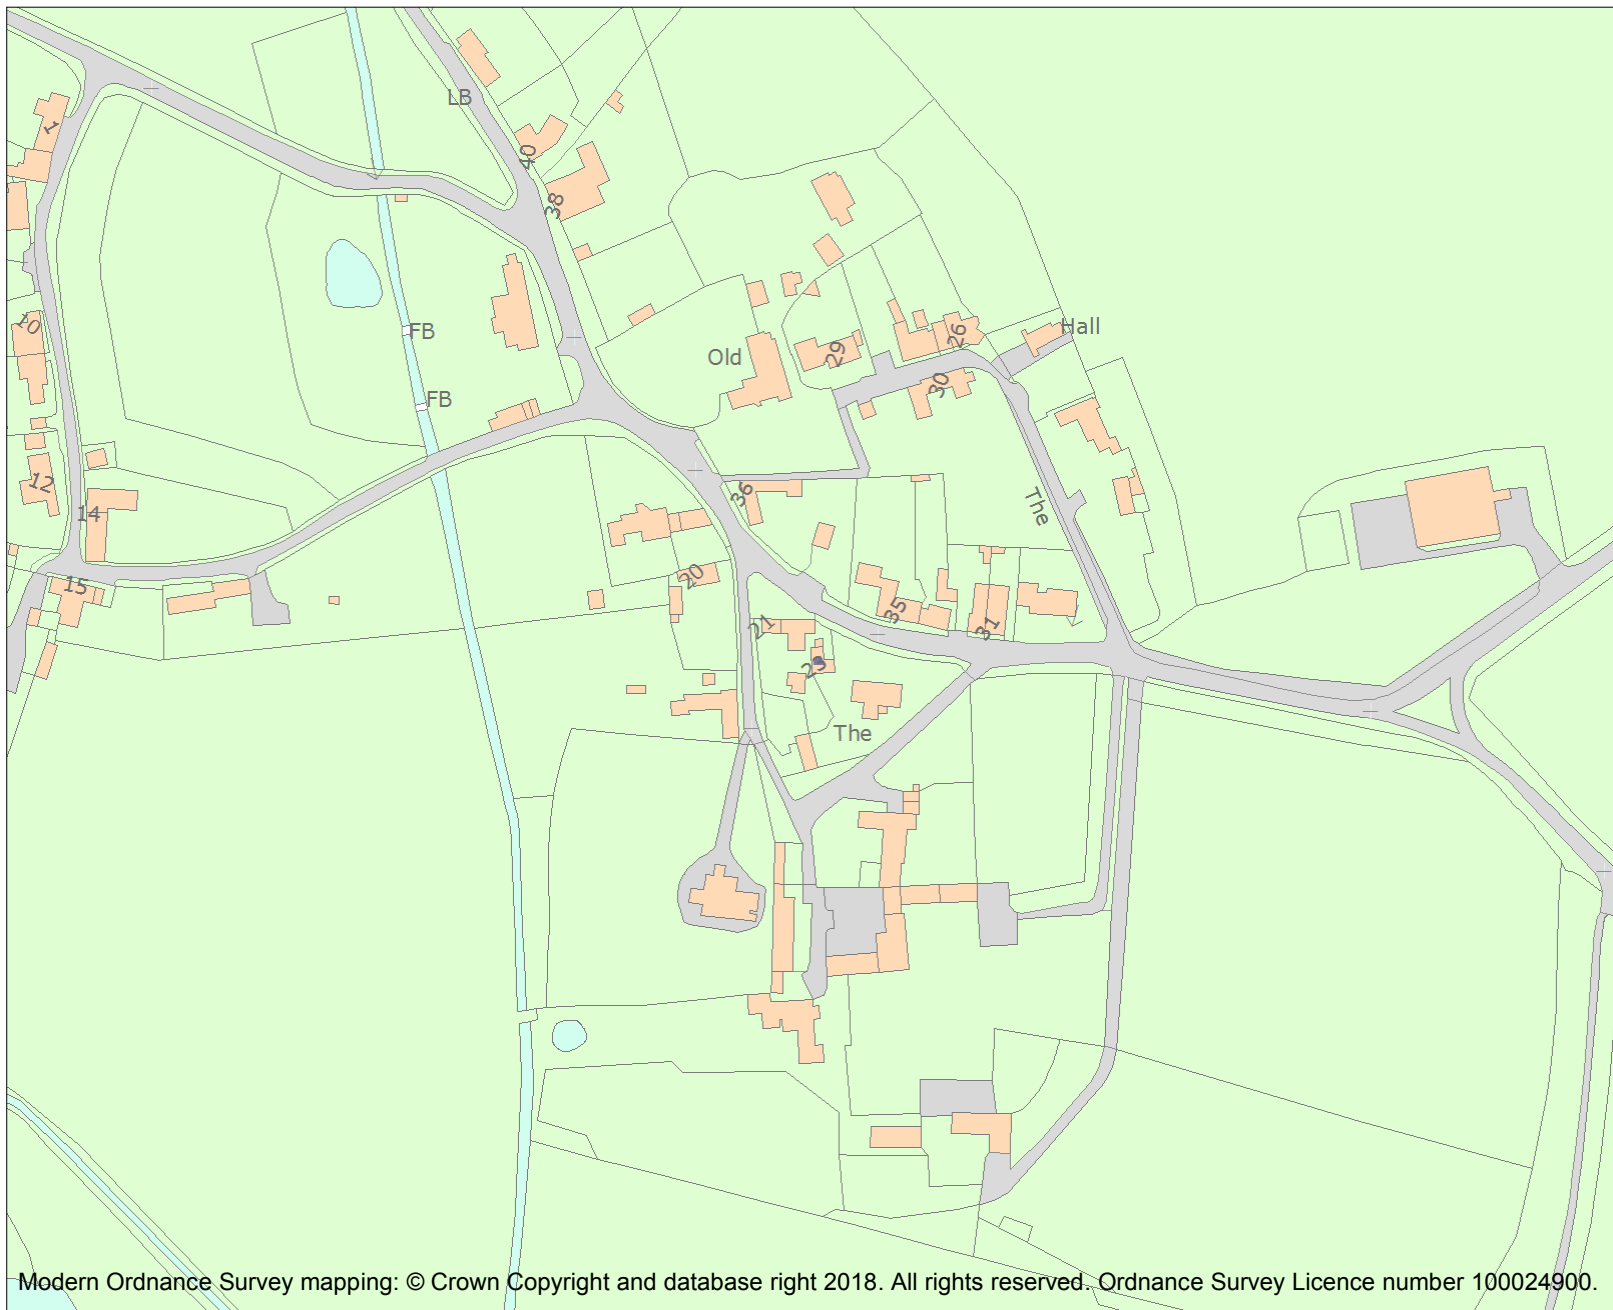 LB
1
40
38
10
FB
Hall
26
Old
29
30
FB
12
36
The
14
20
15
35
21
31
23
The
Modern Ordnance Survey mapping: © Crown Copyright and database right 2018. All rights reserved. Ordnance Survey Licence number 100024900.